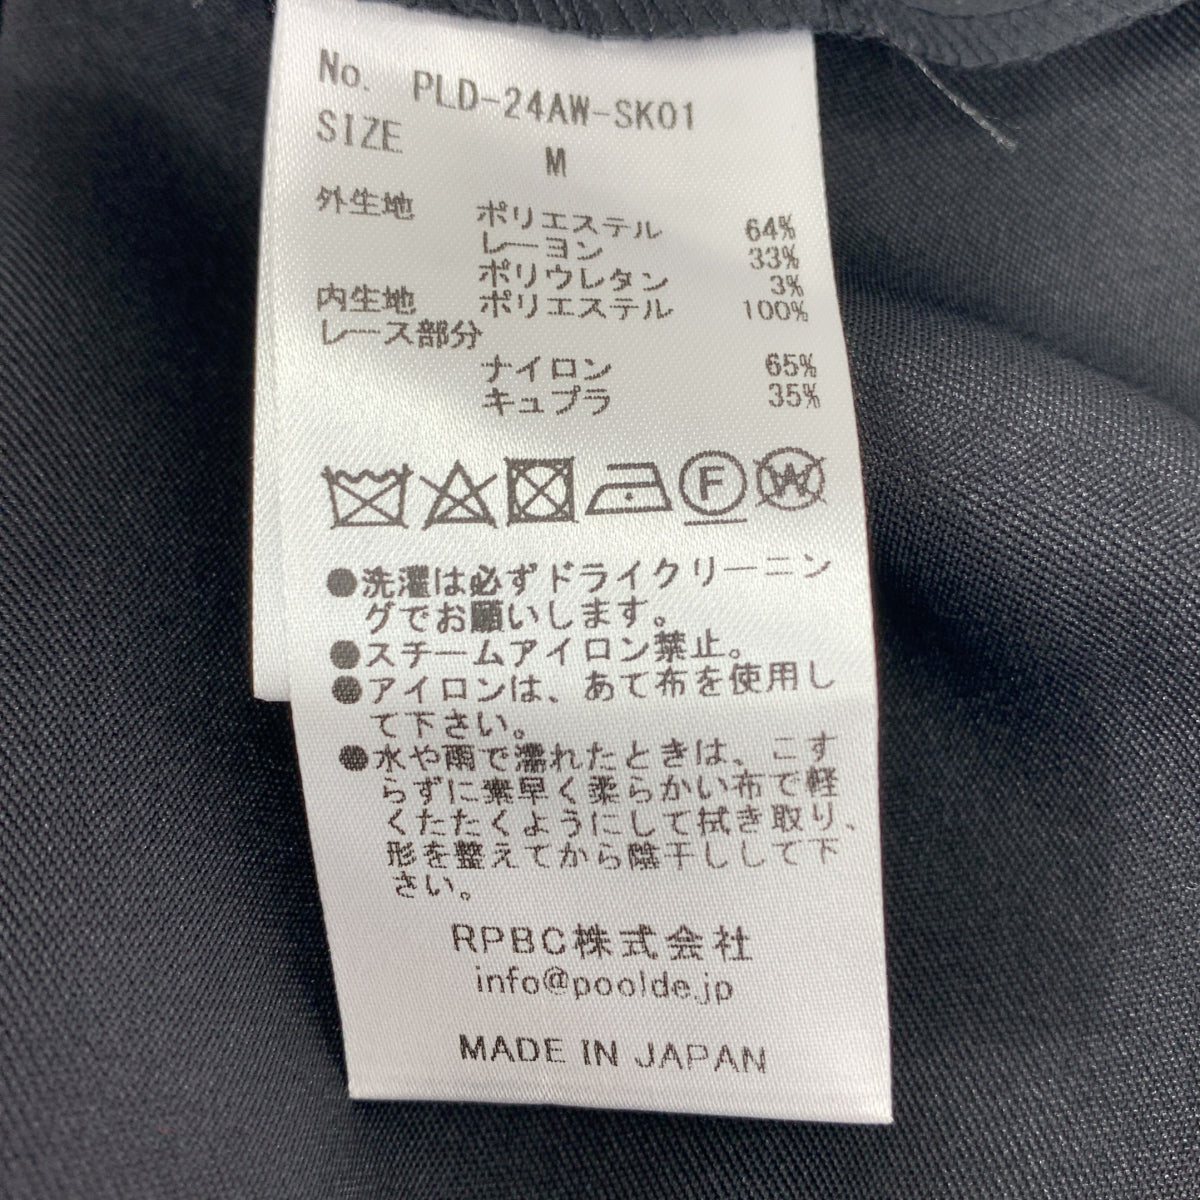 No. PLD-24AW-SK01
SIZE M
外生地 ポリエステル 64%
レーヨン 33%
ポリウレタン 3%
内生地 ポリエステル 100%
レース部分
ナイロン 65%
キュプラ 35%
F W
●洗濯は必ずドライクリーニン
グでお願いします。
●スチームアイロン禁止。
●アイロンは、あて布を使用し
て下さい。
●水や雨で濡れたときは、こす
らずに素早く柔らかい布で軽
くたたくようにして拭き取り、
形を整えてから陰干しして下
さい。
RPBC株式会社
info@poolde.jp
MADE IN JAPAN